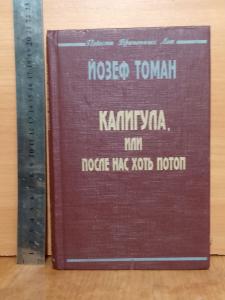 ЙОЗЕФ ТОМАН
КАЛИГУЛА,
ИЛИ
ПОСЛЕ НАС ХОТЬ ПОТОП